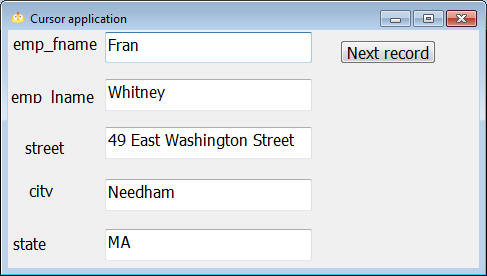 Cursor application
emp_fname Fran
Next record
emp_lname Whitney
street 49 East Washington Street
city Needham
state MA